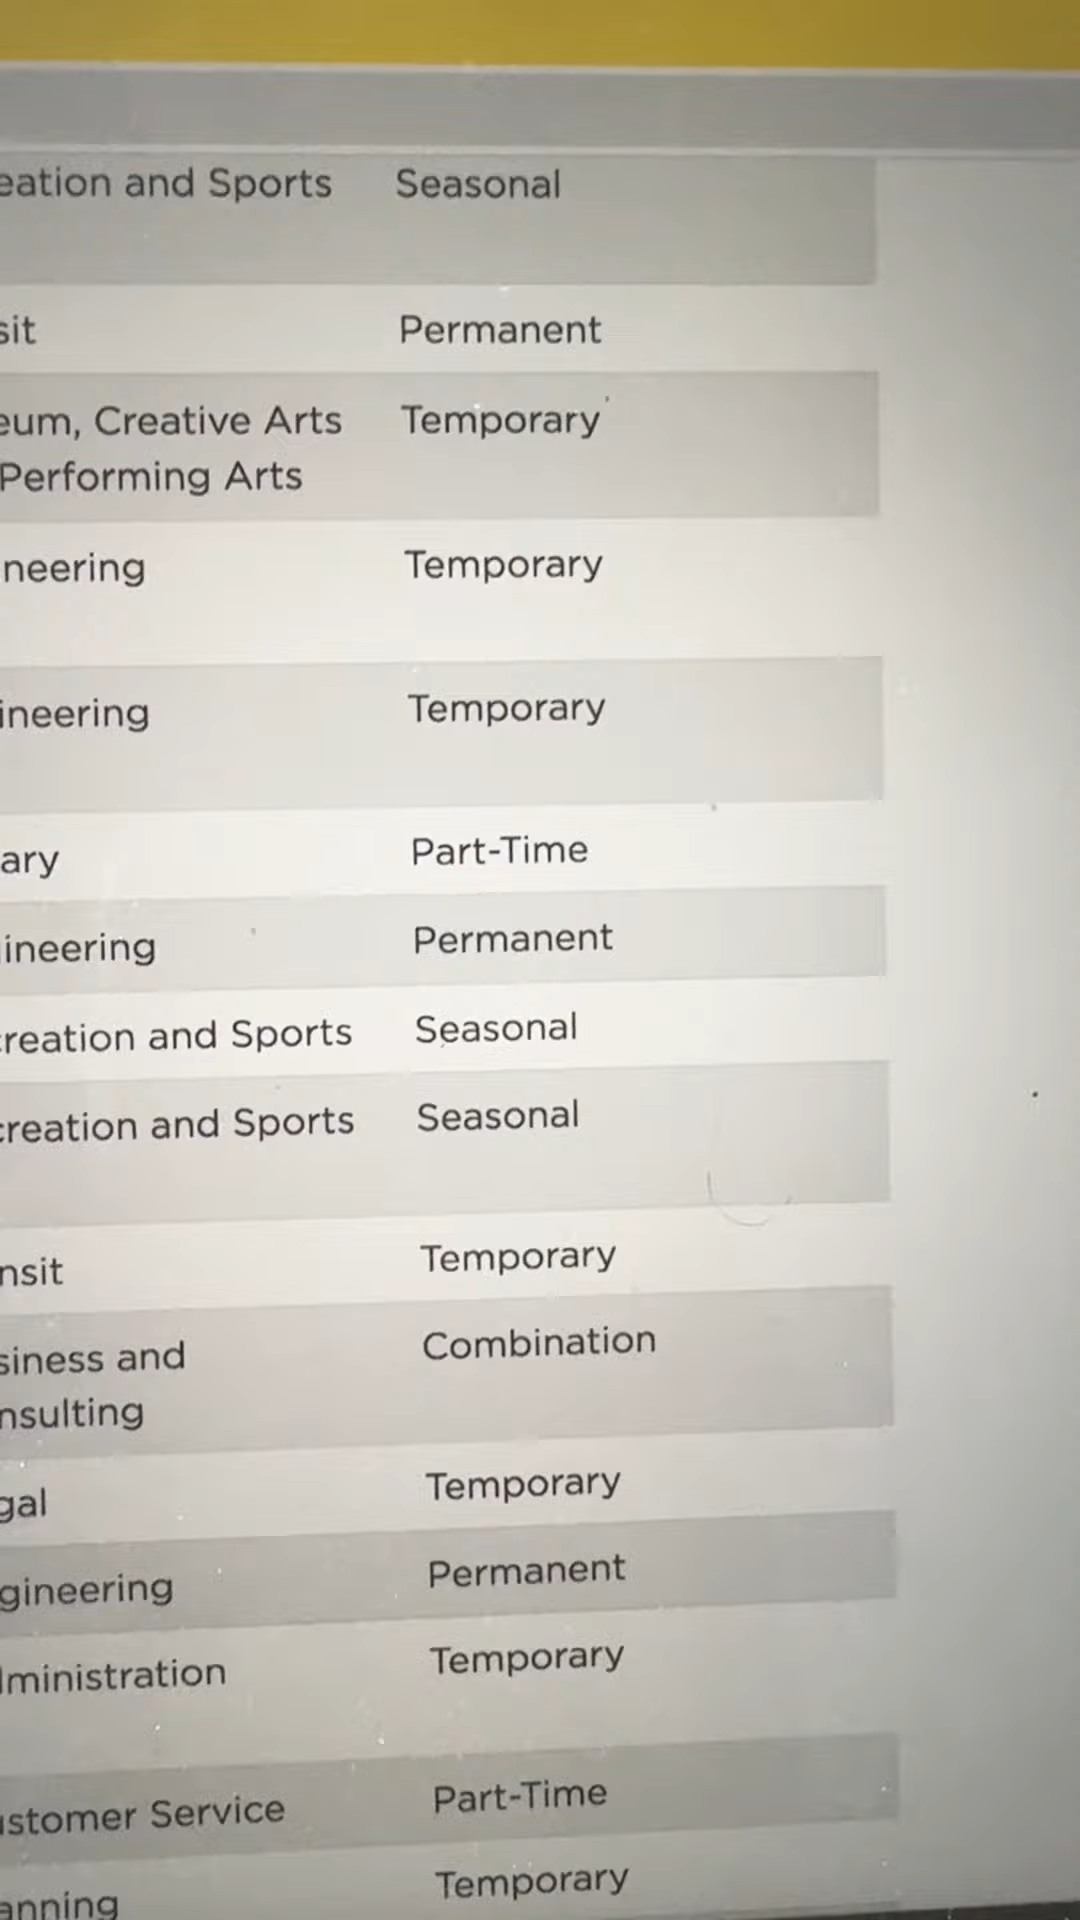 eation and Sports Seasonal
sit Permanent
eum, Creative Arts Temporary
Performing Arts
neering Temporary
ineering Temporary
ary Part-Time
ineering Permanent
creation and Sports Seasonal
creation and Sports Seasonal
nsit Temporary
siness and Combination
nsulting
gal Temporary
gineering Permanent
ministration Temporary
ustomer Service Part-Time
anning Temporary